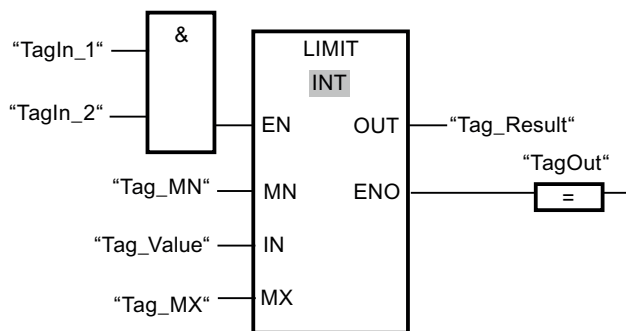 &
LIMIT
"TagIn_1“
INT
"TagIn_2“
EN
OUT
“Tag_Result“
“TagOut“
“Tag_MN“
MN
ENO
=
“Tag_Value“
IN
“Tag_MX“
MX